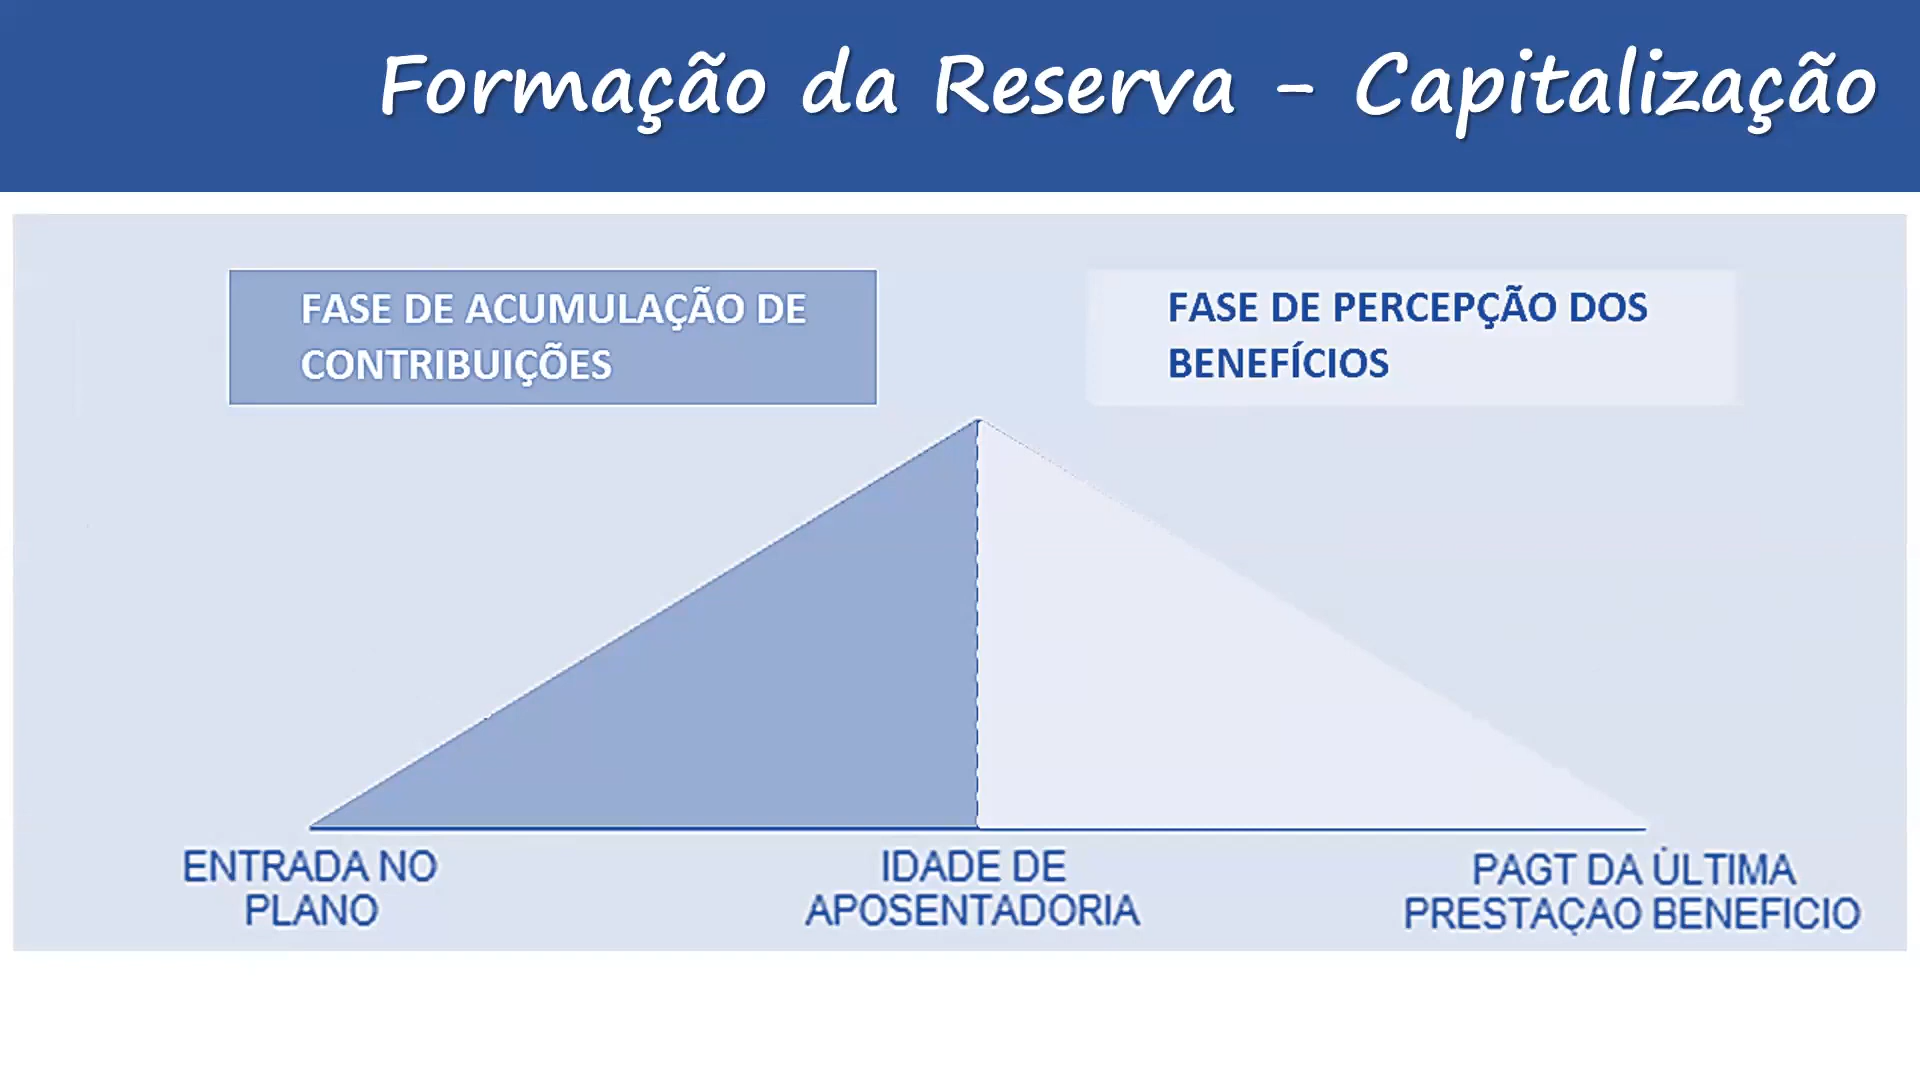 Formação da Reserva - Capitalização
FASE DE ACUMULAÇÃO DE
CONTRIBUIÇÕES
FASE DE PERCEPÇÃO DOS
BENEFÍCIOS
ENTRADA NO
PLANO
IDADE DE
APOSENTADORIA
PAGT DA ÚLTIMA
PRESTAÇAO BENEFICIO